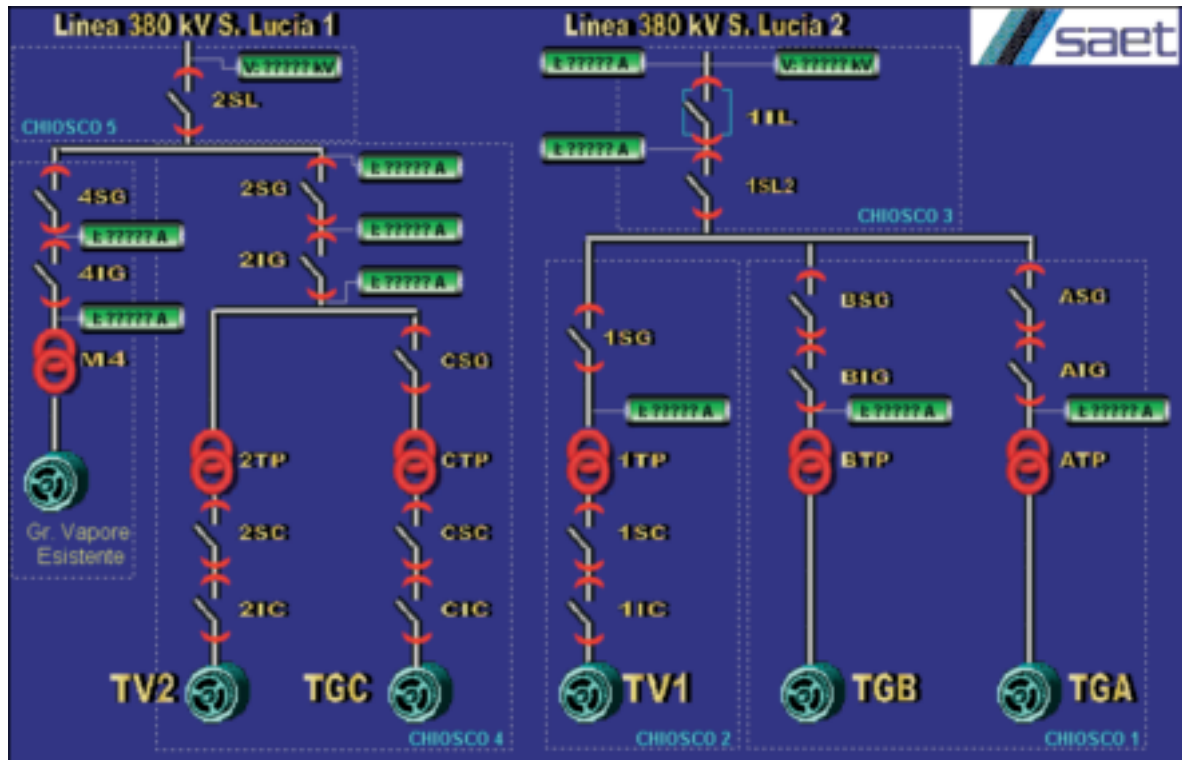 Linea 380 kV S. Lucia 1
Linea 380 kV S. Lucia 2
saet
V: ????? kV
I: ????? A
V: ????? kV
2SL
1IL
CHIOSCO 5
I: ????? A
I: ????? A
4SG
2SG
1SL2
CHIOSCO 3
I: ????? A
I: ????? A
4IG
2IG
I: ????? A
BSG
ASG
I: ????? A
1SG
M4
CSG
BIG
AIG
I: ????? A
I: ????? A
I: ????? A
2TP
CTP
1TP
BTP
ATP
Gr. Vapore
Esistente
2SC
CSC
1SC
2IC
CIC
1IC
TV2
TGC
TV1
TGB
TGA
CHIOSCO 4
CHIOSCO 2
CHIOSCO 1